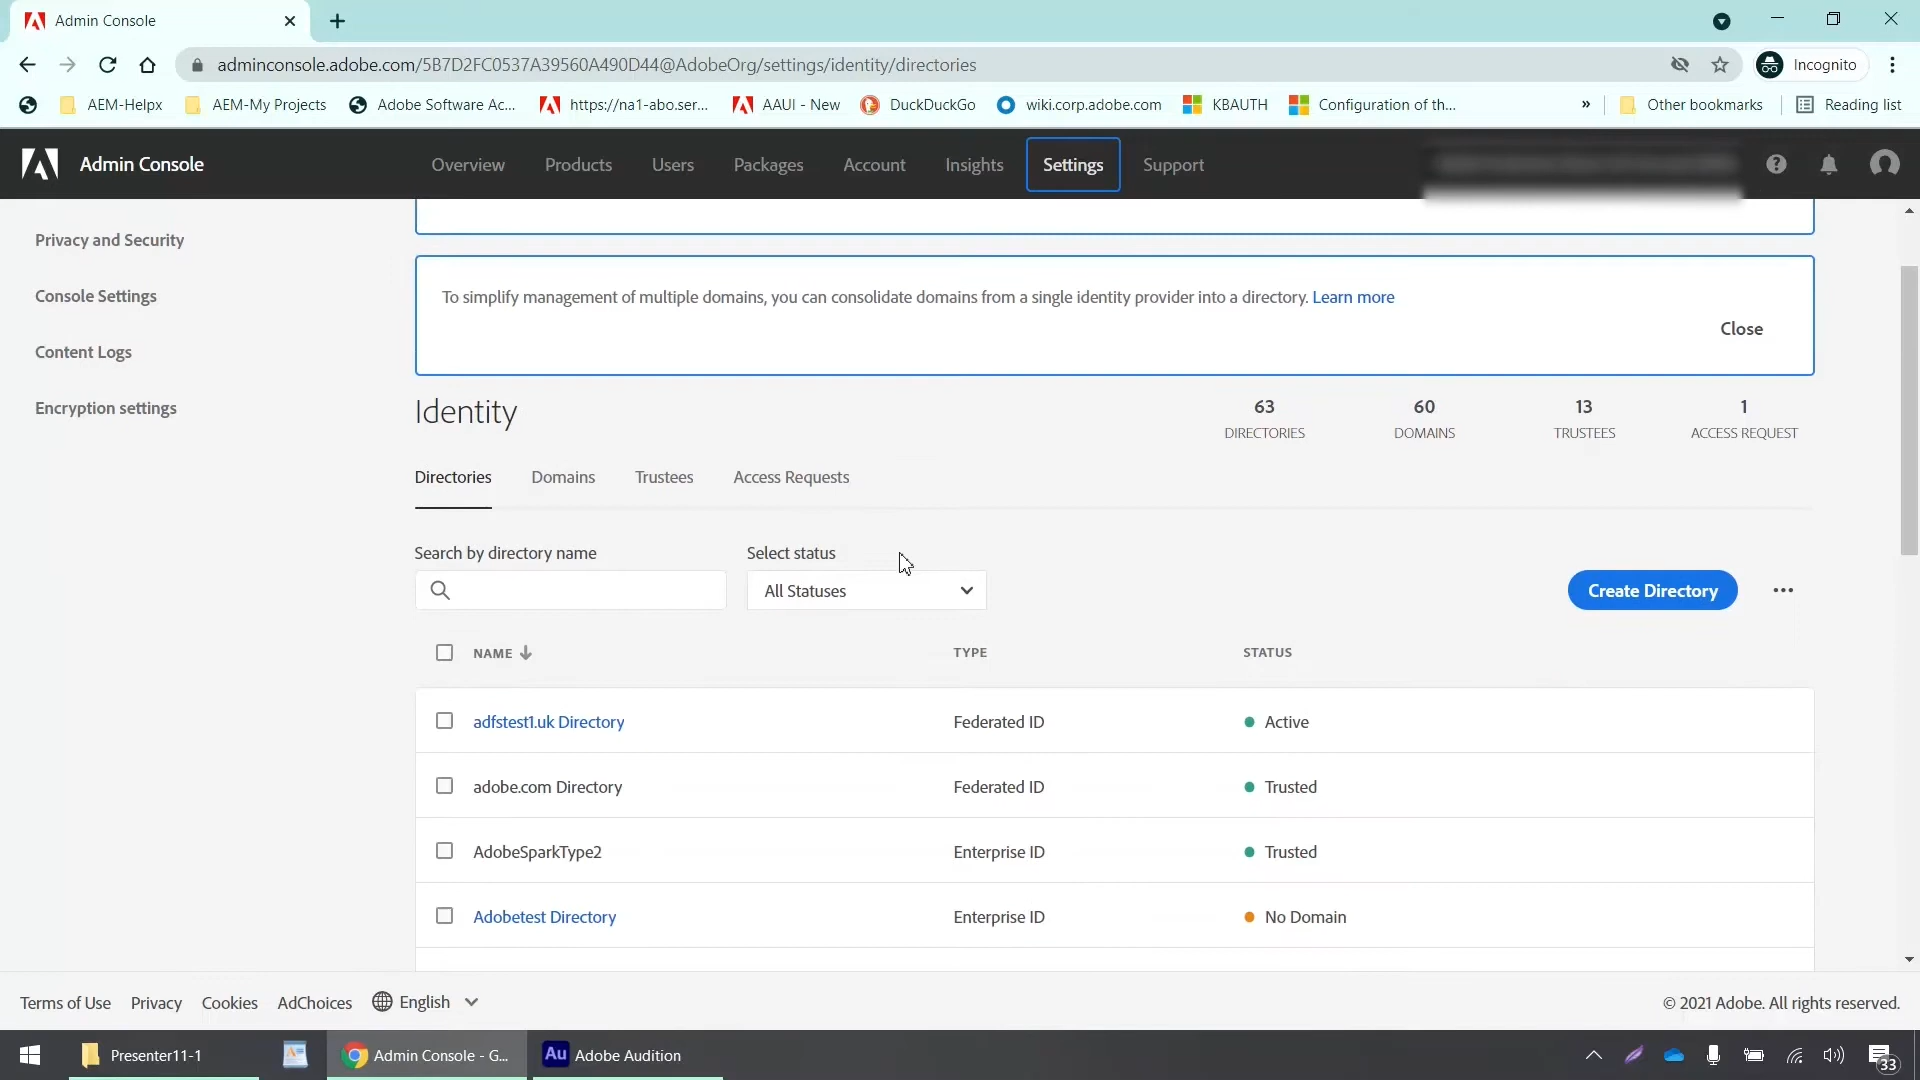 Admin Console
adminconsole.adobe.com/5B7D2FC0537A39560A490D44@AdobeOrg/settings/identity/directories
Incognito
AEM-Helpx
AEM-My Projects
Adobe Software Ac...
https://na1-abo.ser...
AAUI - New
DuckDuckGo
wiki.corp.adobe.com
KBAUTH
Configuration of th...
»
Other bookmarks
Reading list
Admin Console
Overview
Products
Users
Packages
Account
Insights
Settings
Support
Privacy and Security
Console Settings
Content Logs
Encryption settings
To simplify management of multiple domains, you can consolidate domains from a single identity provider into a directory. Learn more
Close
Identity
63
DIRECTORIES
60
DOMAINS
13
TRUSTEES
1
ACCESS REQUEST
Directories
Domains
Trustees
Access Requests
Search by directory name
Select status
All Statuses
Create Directory
NAME
TYPE
STATUS
adfstest1.uk Directory
Federated ID
Active
adobe.com Directory
Federated ID
Trusted
AdobeSparkType2
Enterprise ID
Trusted
Adobetest Directory
Enterprise ID
No Domain
Terms of Use
Privacy
Cookies
AdChoices
English
© 2021 Adobe. All rights reserved.
Presenter11-1
Admin Console - G...
Au
Adobe Audition
33